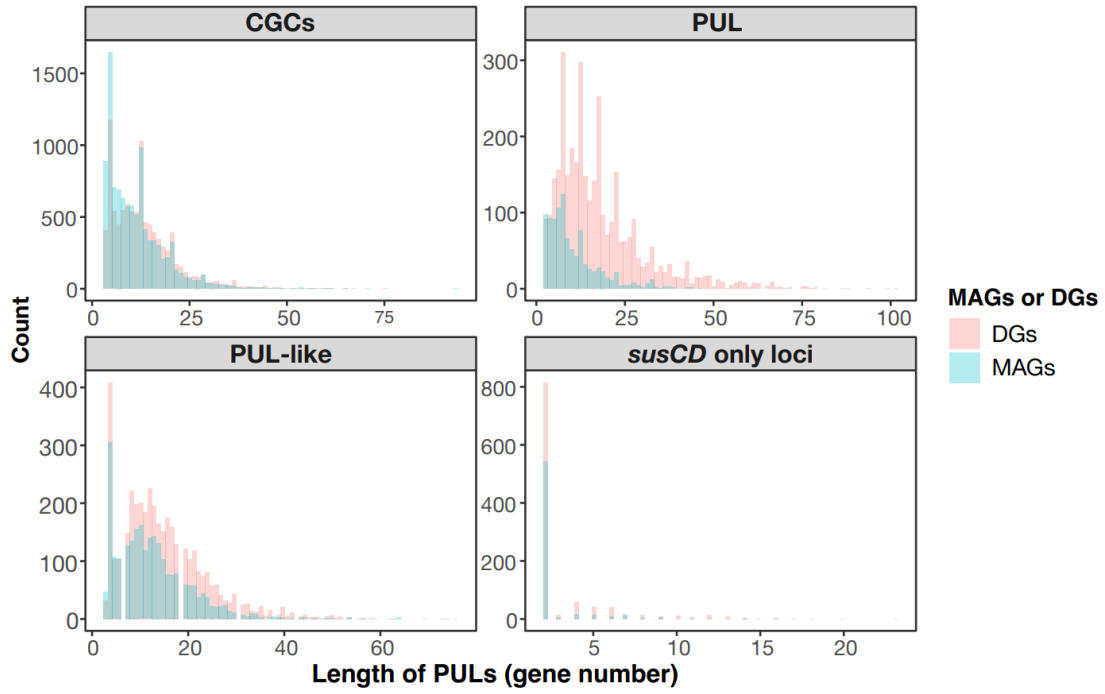 CGCs
PUL
1500
1000
500
0
0 25 50 75
300
200
100
0
0 25 50 75 100
Count
PUL-like
susCD only loci
400
300
200
100
0
0 20 40 60
800
600
400
200
0
5 10 15 20
Length of PULs (gene number)
MAGs or DGs
DGs
MAGs